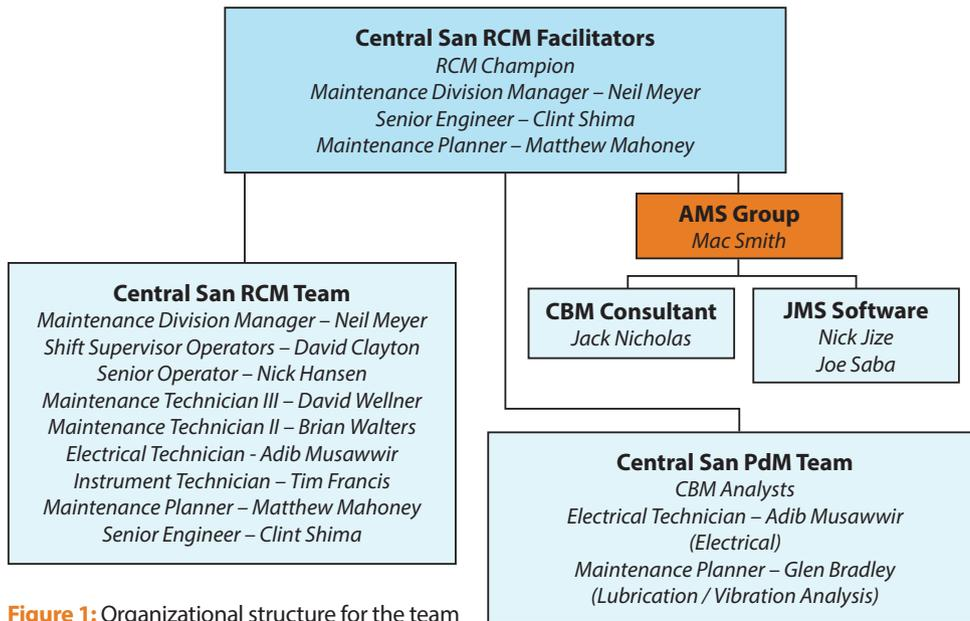 Central San RCM Facilitators
RCM Champion
Maintenance Division Manager – Neil Meyer
Senior Engineer – Clint Shima
Maintenance Planner – Matthew Mahoney
AMS Group
Mac Smith
CBM Consultant
Jack Nicholas
JMS Software
Nick Jize
Joe Saba
Central San RCM Team
Maintenance Division Manager – Neil Meyer
Shift Supervisor Operators – David Clayton
Senior Operator – Nick Hansen
Maintenance Technician III – David Wellner
Maintenance Technician II – Brian Walters
Electrical Technician - Adib Musawwir
Instrument Technician – Tim Francis
Maintenance Planner – Matthew Mahoney
Senior Engineer – Clint Shima
Central San PdM Team
CBM Analysts
Electrical Technician – Adib Musawwir
(Electrical)
Maintenance Planner – Glen Bradley
(Lubrication / Vibration Analysis)
Figure 1: Organizational structure for the team